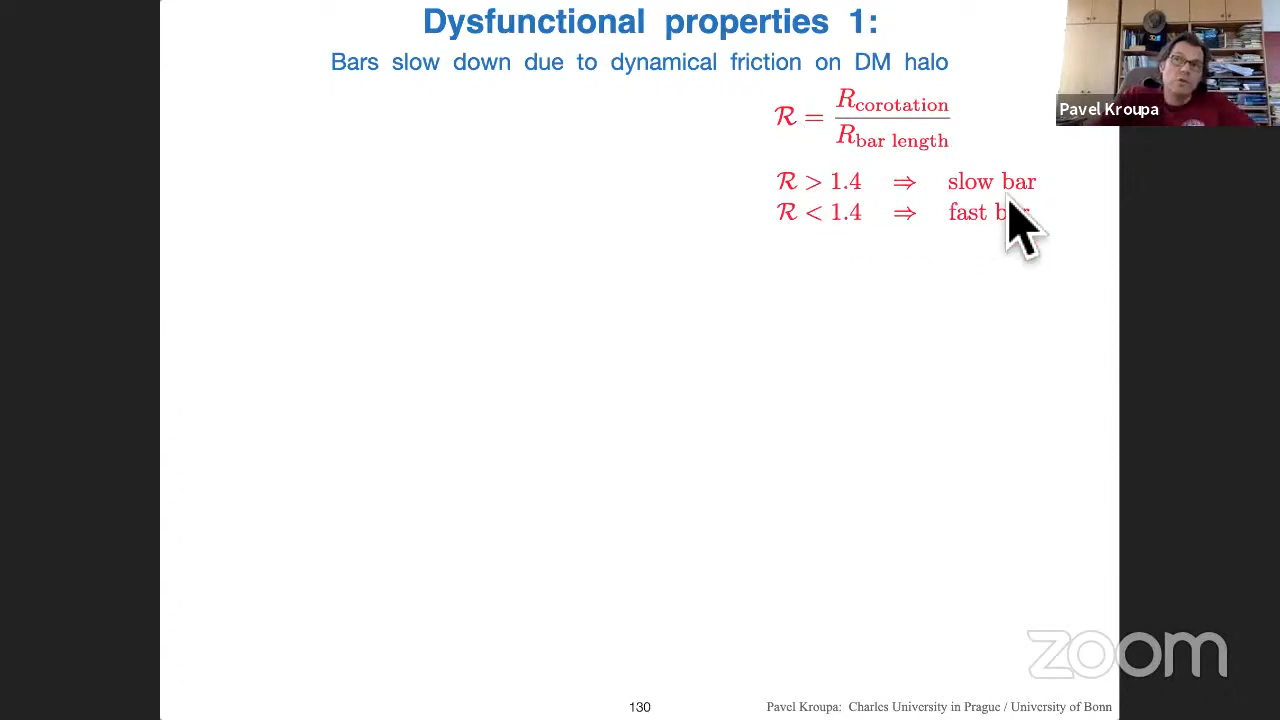 Dysfunctional properties 1:
Bars slow down due to dynamical friction on DM halo
ℛ = R_corotation / R_bar length
ℛ > 1.4 ⇒ slow bar
ℛ < 1.4 ⇒ fast bar
Pavel Kroupa
zoom
130 Pavel Kroupa: Charles University in Prague / University of Bonn